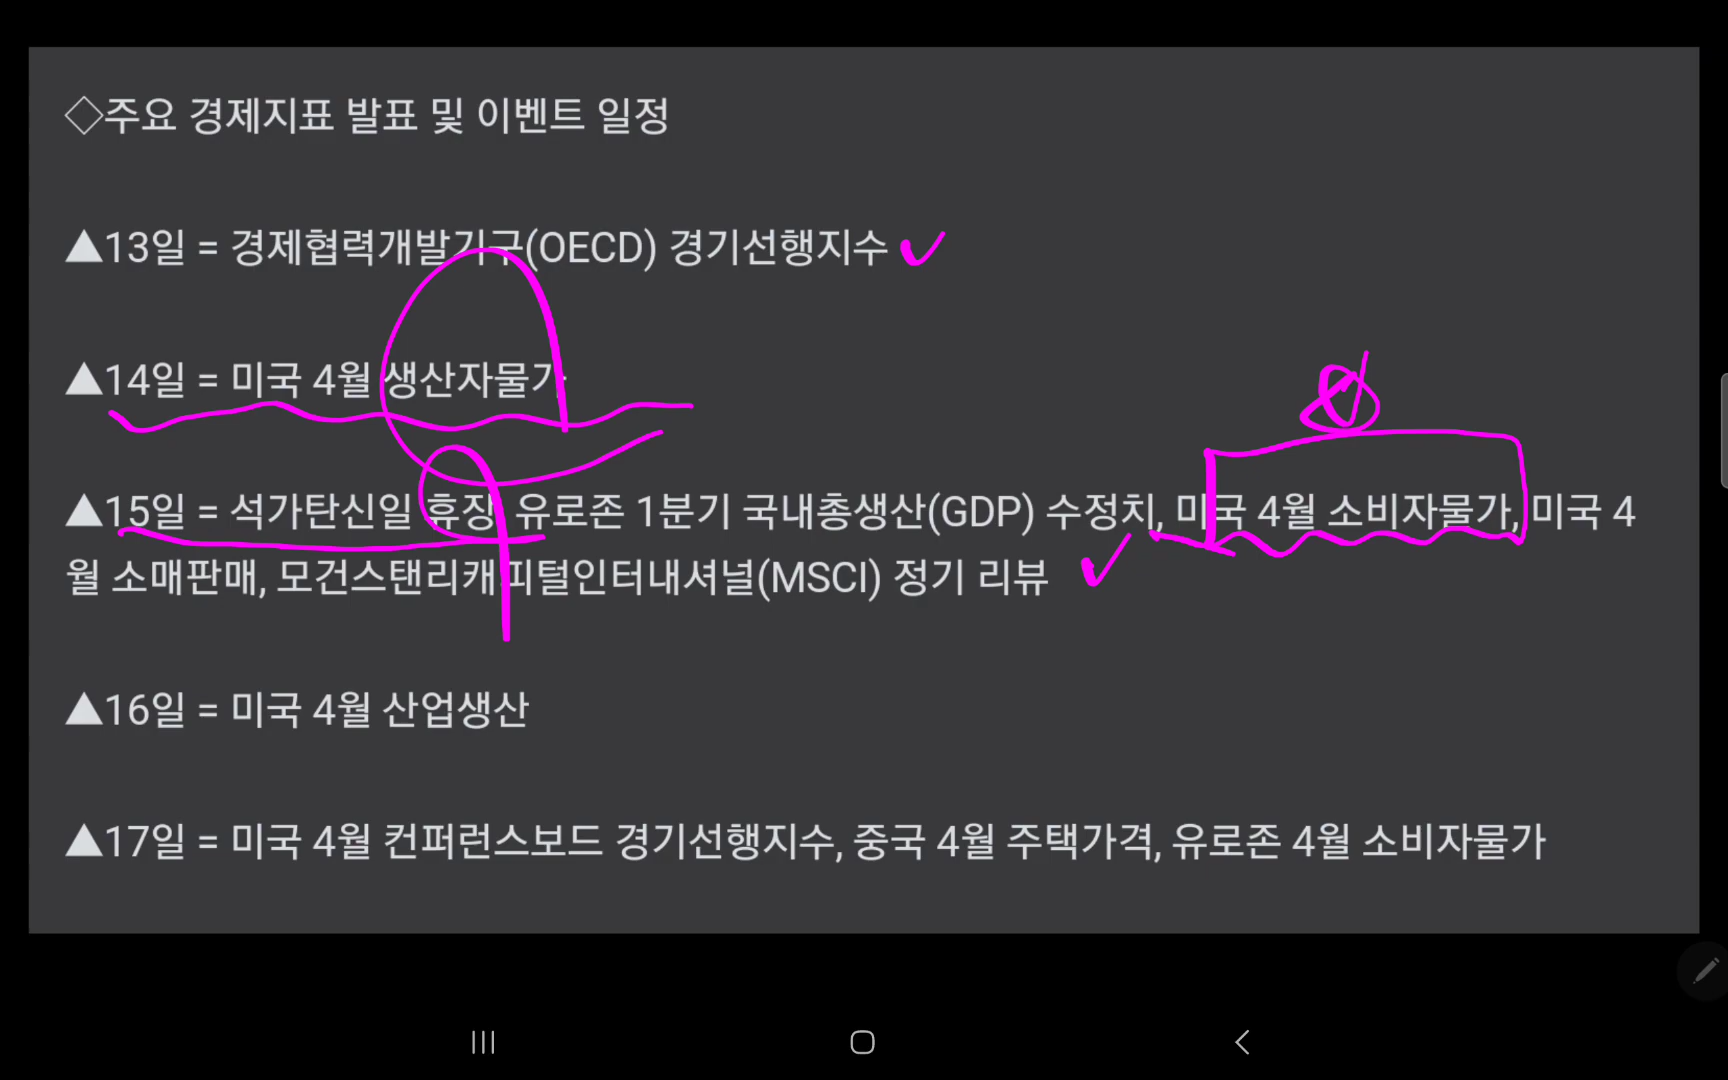 ◇주요 경제지표 발표 및 이벤트 일정
▲13일 = 경제협력개발기구(OECD) 경기선행지수
▲14일 = 미국 4월 생산자물가
▲15일 = 석가탄신일 휴장, 유로존 1분기 국내총생산(GDP) 수정치, 미국 4월 소비자물가, 미국 4
월 소매판매, 모건스탠리캐피털인터내셔널(MSCI) 정기 리뷰
▲16일 = 미국 4월 산업생산
▲17일 = 미국 4월 컨퍼런스보드 경기선행지수, 중국 4월 주택가격, 유로존 4월 소비자물가